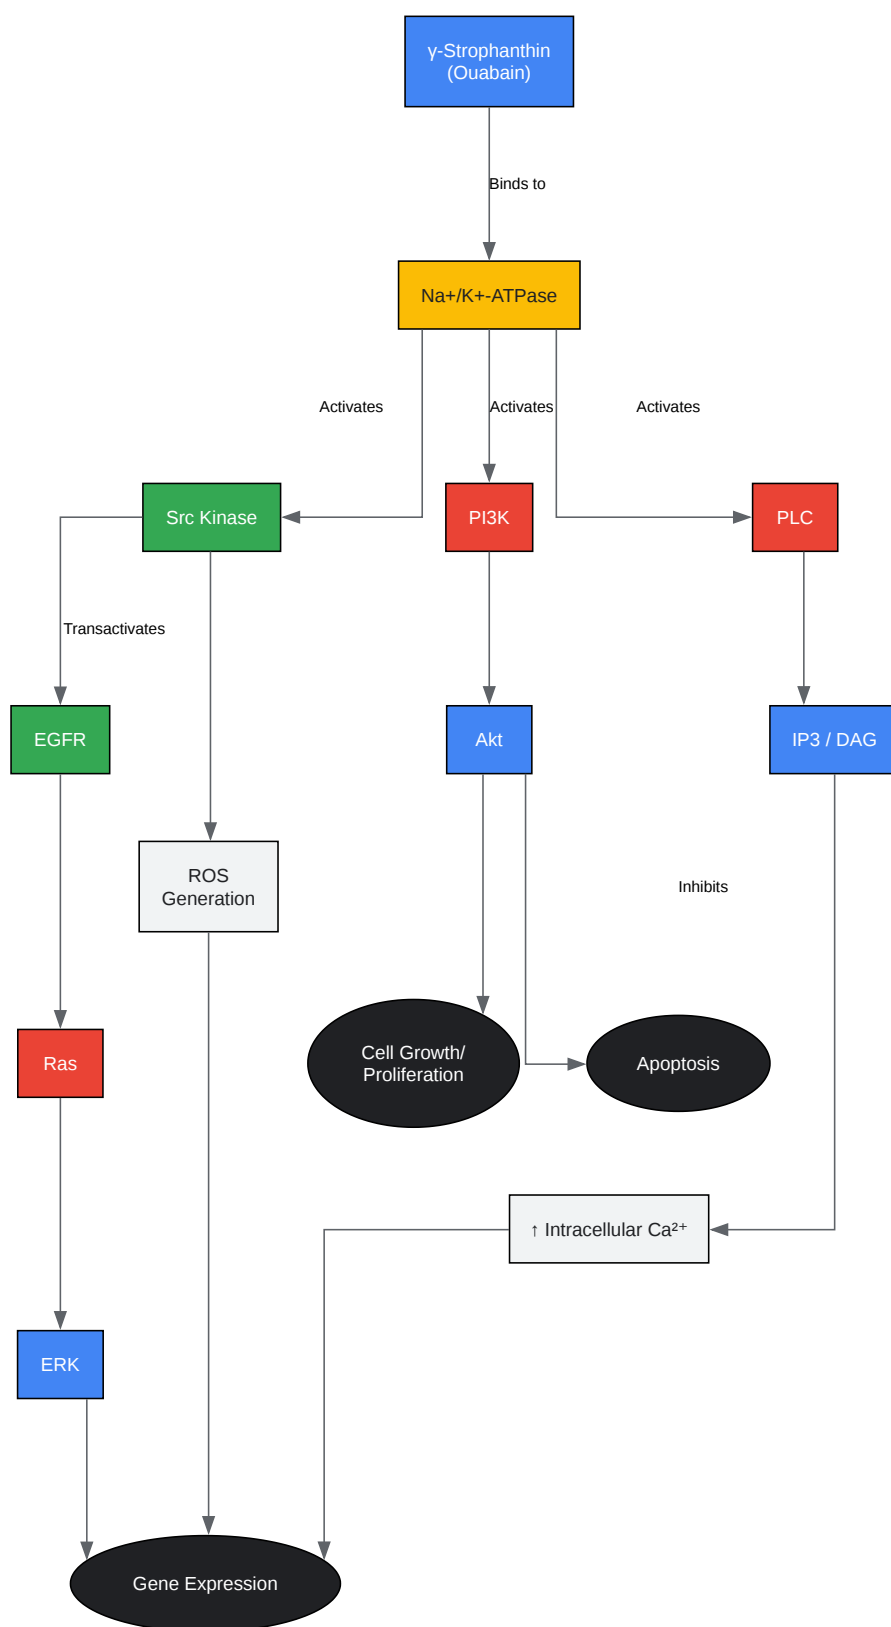 γ-Strophanthin
(Ouabain)
Binds to
Na+/K+-ATPase
Activates
Activates
Activates
Src Kinase
PI3K
PLC
Transactivates
EGFR
Akt
IP3 / DAG
ROS
Generation
Inhibits
Cell Growth/
Proliferation
Apoptosis
Ras
↑ Intracellular Ca²⁺
ERK
Gene Expression